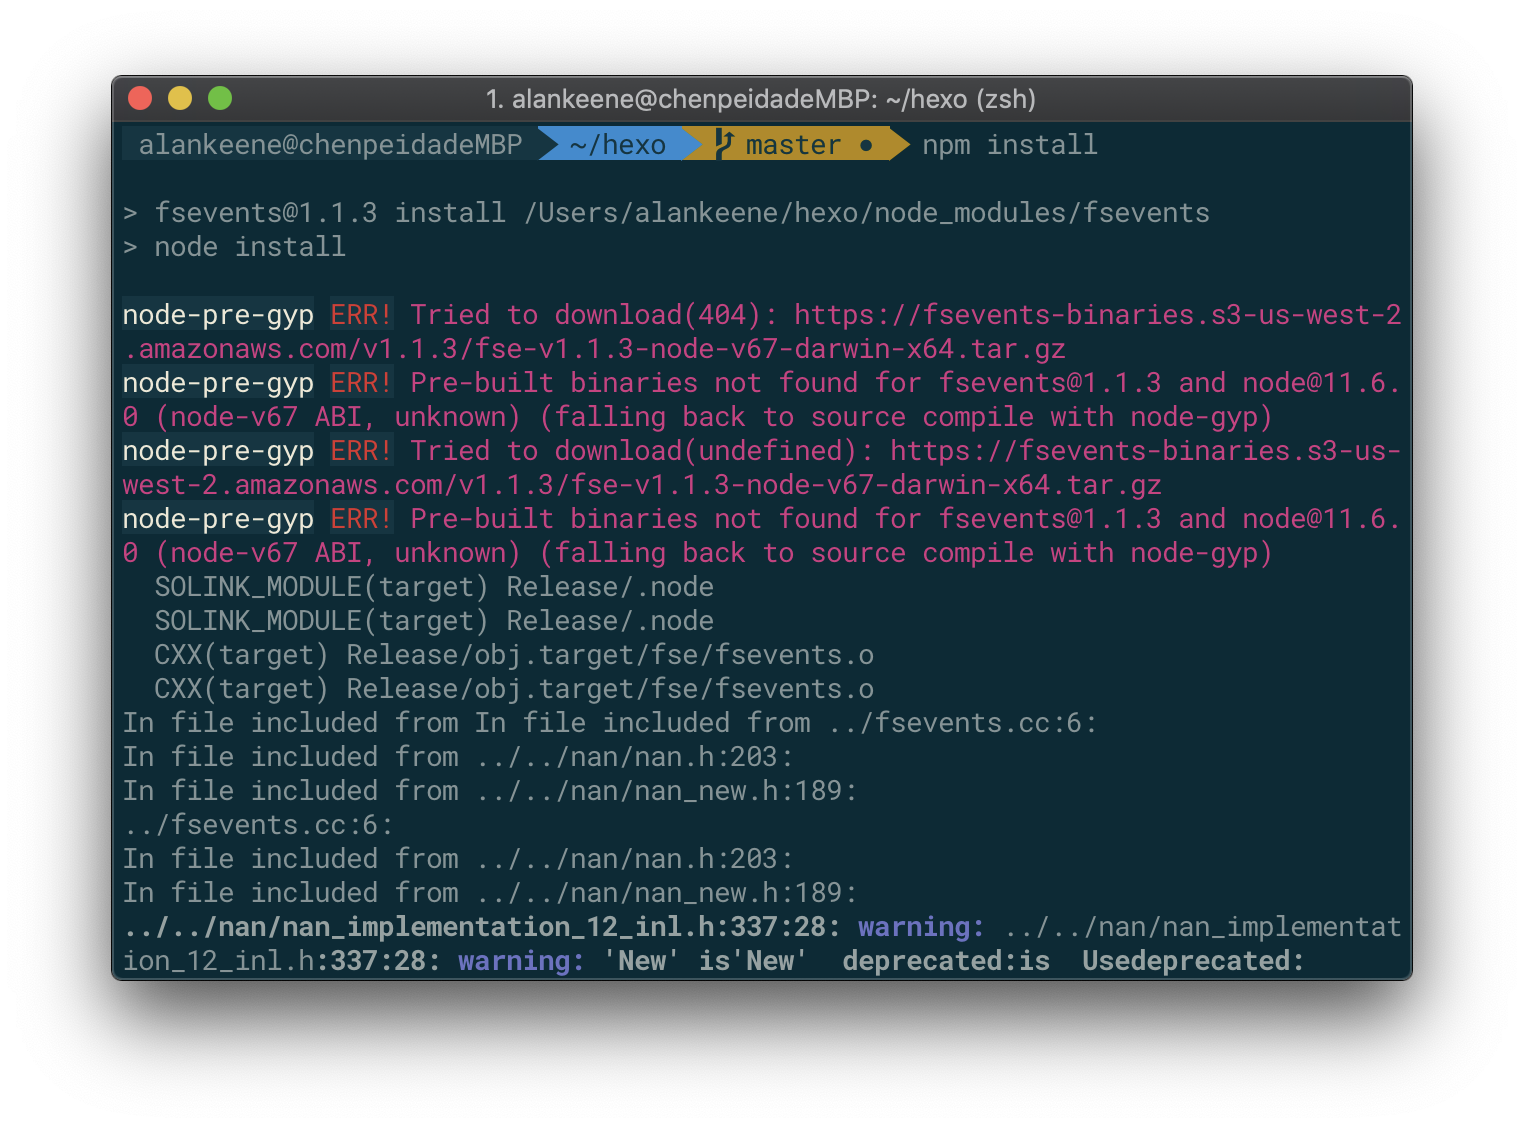 1. alankeene@chenpeidadeMBP: ~/hexo (zsh)
alankeene@chenpeidadeMBP ~/hexo master ● npm install
> fsevents@1.1.3 install /Users/alankeene/hexo/node_modules/fsevents
> node install
node-pre-gyp ERR! Tried to download(404): https://fsevents-binaries.s3-us-west-2
.amazonaws.com/v1.1.3/fse-v1.1.3-node-v67-darwin-x64.tar.gz
node-pre-gyp ERR! Pre-built binaries not found for fsevents@1.1.3 and node@11.6.
0 (node-v67 ABI, unknown) (falling back to source compile with node-gyp)
node-pre-gyp ERR! Tried to download(undefined): https://fsevents-binaries.s3-us-
west-2.amazonaws.com/v1.1.3/fse-v1.1.3-node-v67-darwin-x64.tar.gz
node-pre-gyp ERR! Pre-built binaries not found for fsevents@1.1.3 and node@11.6.
0 (node-v67 ABI, unknown) (falling back to source compile with node-gyp)
SOLINK_MODULE(target) Release/.node
SOLINK_MODULE(target) Release/.node
CXX(target) Release/obj.target/fse/fsevents.o
CXX(target) Release/obj.target/fse/fsevents.o
In file included from In file included from ../fsevents.cc:6:
In file included from ../../nan/nan.h:203:
In file included from ../../nan/nan_new.h:189:
../fsevents.cc:6:
In file included from ../../nan/nan.h:203:
In file included from ../../nan/nan_new.h:189:
../../nan/nan_implementation_12_inl.h:337:28: warning: ../../nan/nan_implementat
ion_12_inl.h:337:28: warning: 'New' is'New'  deprecated:is  Usedeprecated: